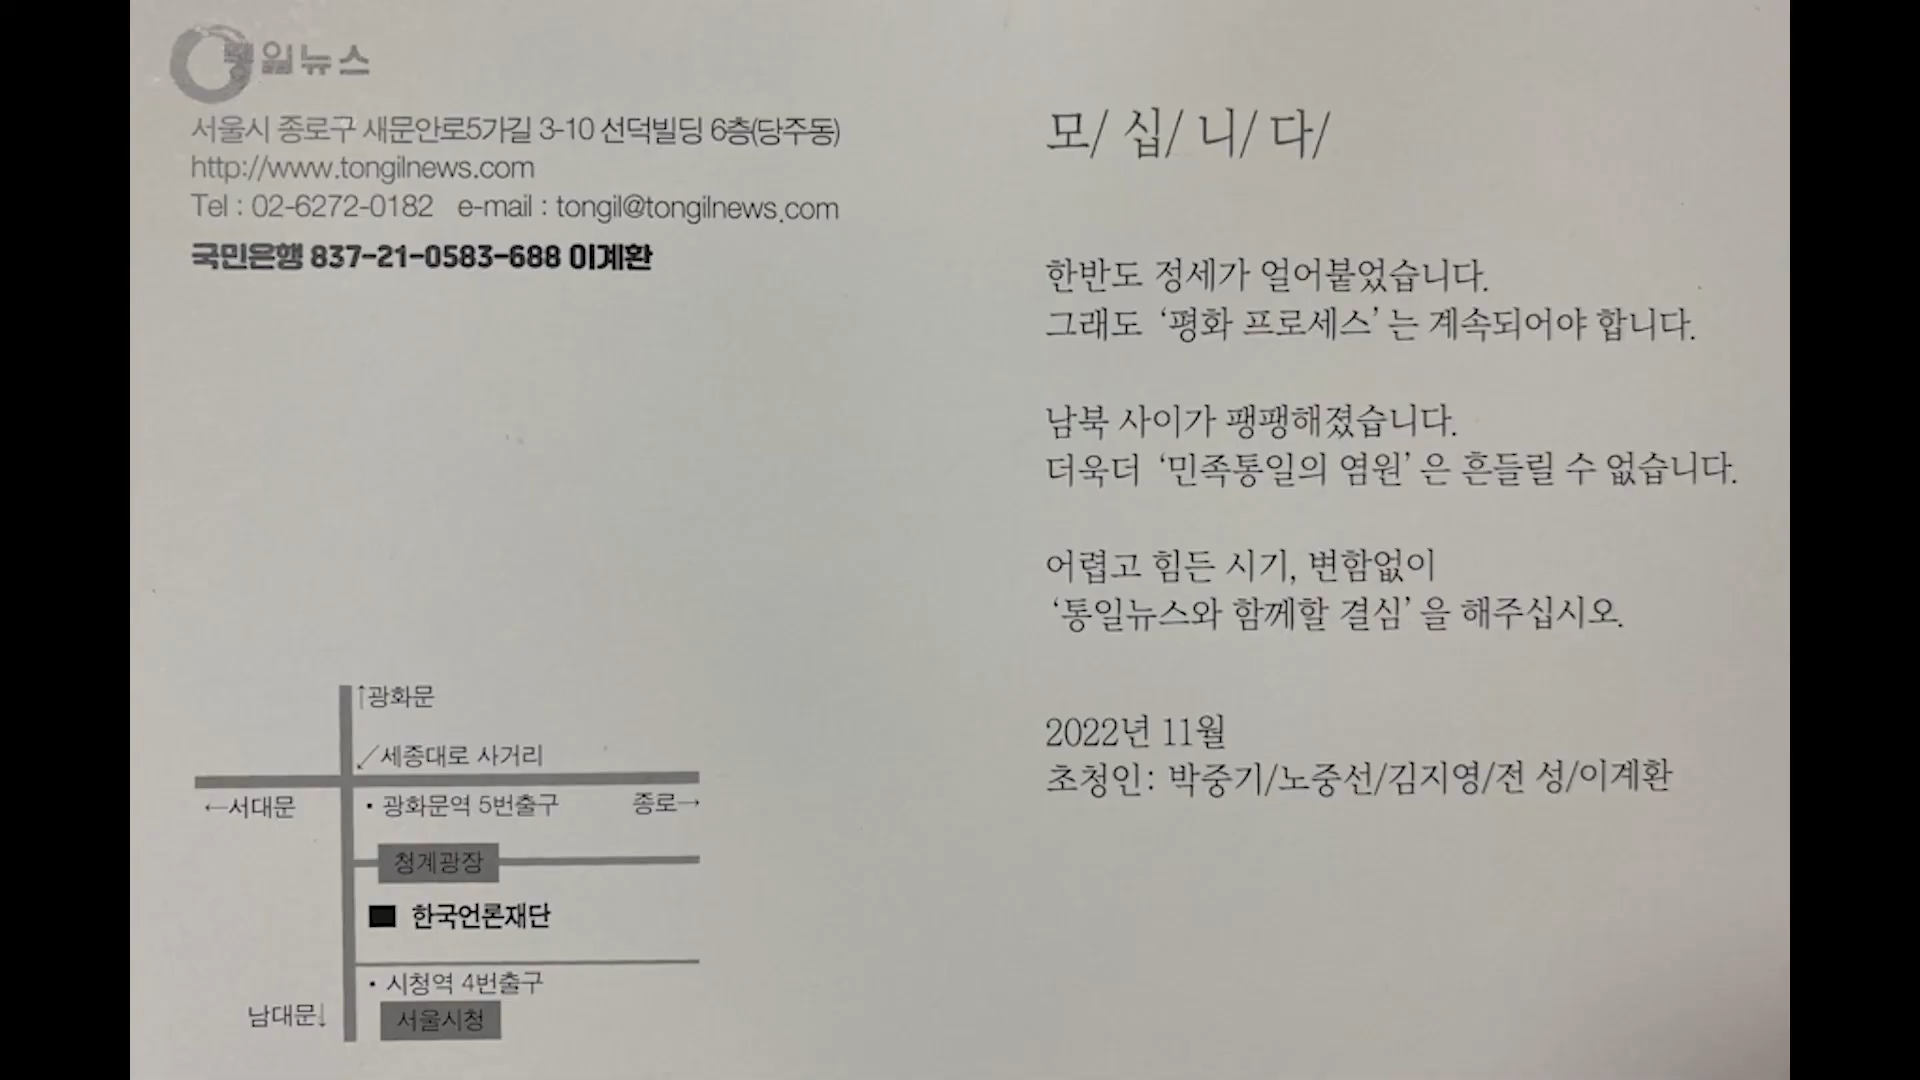 통일뉴스
서울시 종로구 새문안로5가길 3-10 선덕빌딩 6층(당주동)
http://www.tongilnews.com
Tel : 02-6272-0182 e-mail : tongil@tongilnews.com
국민은행 837-21-0583-688 이계환
↑광화문
↙세종대로 사거리
←서대문
• 광화문역 5번출구
종로→
청계광장
■ 한국언론재단
• 시청역 4번출구
남대문↓
서울시청
모/ 십/ 니/ 다/
한반도 정세가 얼어붙었습니다.
그래도 ‘평화 프로세스’는 계속되어야 합니다.
남북 사이가 팽팽해졌습니다.
더욱더 ‘민족통일의 염원’은 흔들릴 수 없습니다.
어렵고 힘든 시기, 변함없이
‘통일뉴스와 함께할 결심’을 해주십시오.
2022년 11월
초청인: 박중기/노중선/김지영/전 성/이계환